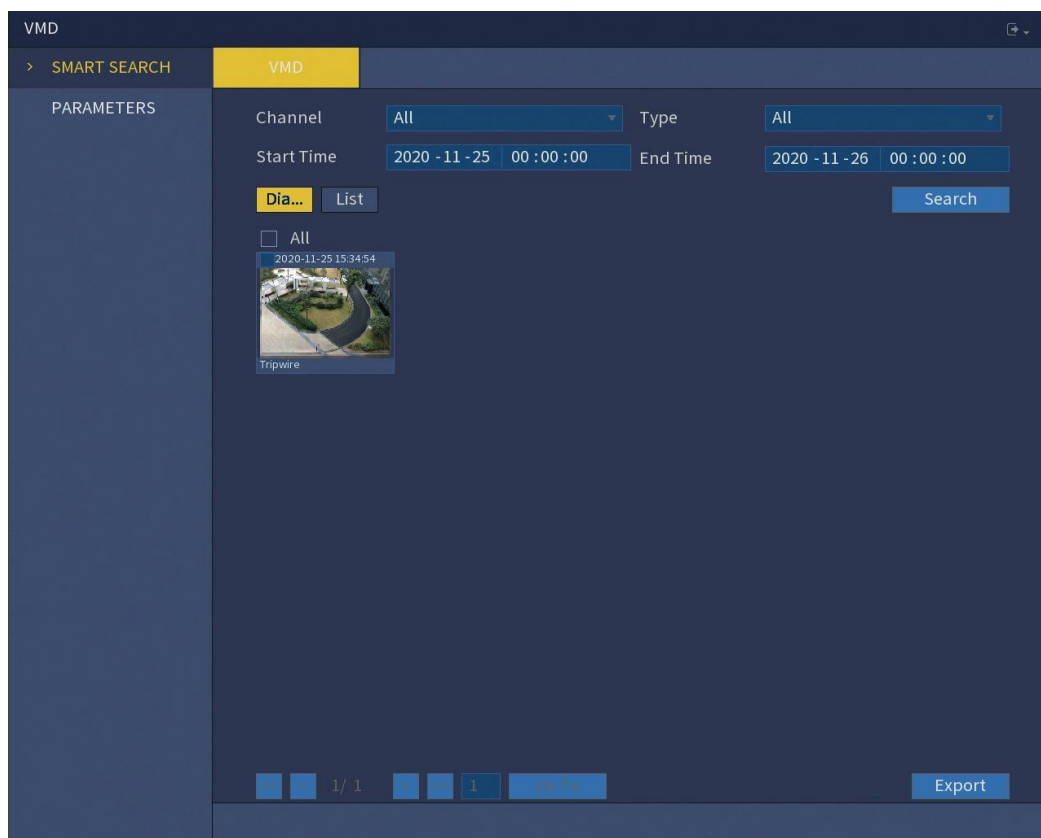 VMD
> SMART SEARCH
VMD
PARAMETERS
Channel All Type All
Start Time 2020 -11 -25 00 :00 :00 End Time 2020 -11 -26 00 :00 :00
Dia... List Search
All
2020-11-25 15:34:54
Tripwire
1/ 1 1 Export